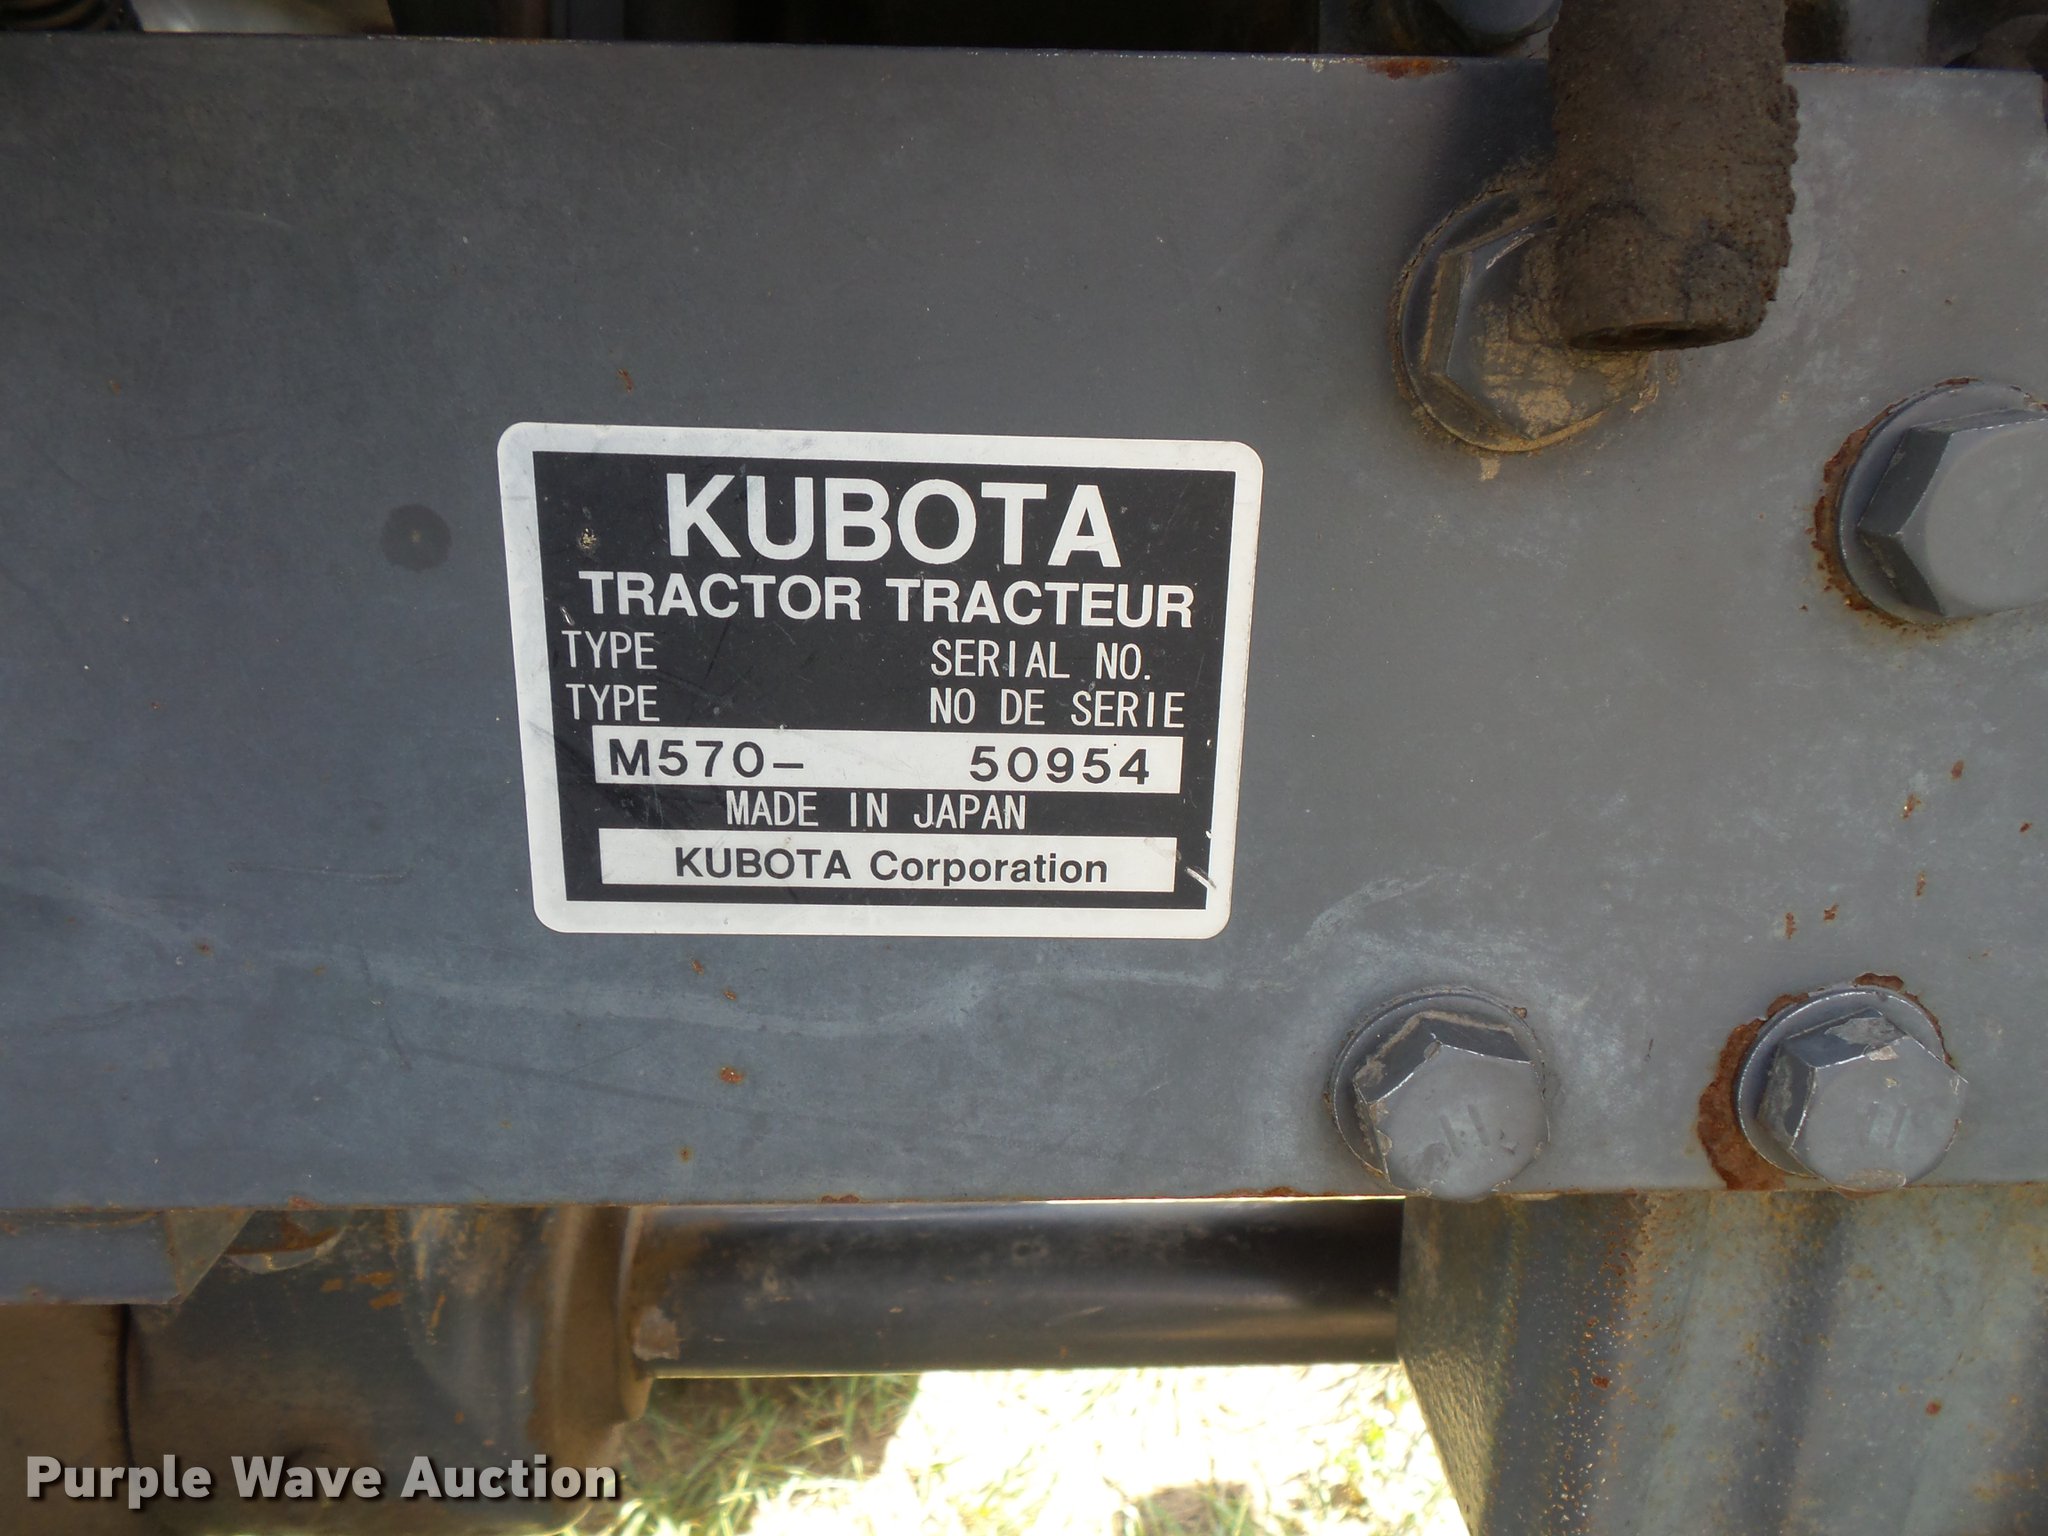 KUBOTA
TRACTOR TRACTEUR
TYPE SERIAL NO.
TYPE NO DE SERIE
M570- 50954
MADE IN JAPAN
KUBOTA Corporation
Purple Wave Auction